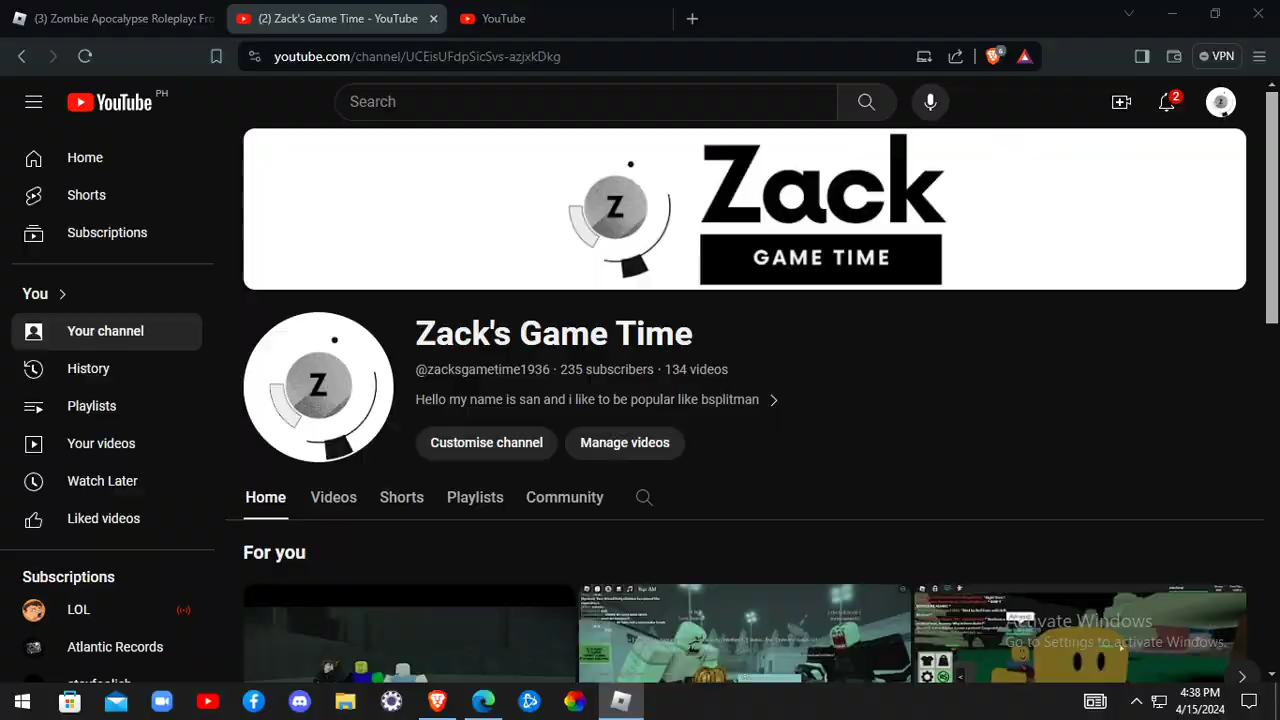 (3) Zombie Apocalypse Roleplay: Fro
(2) Zack's Game Time - YouTube
YouTube
youtube.com/channel/UCEisUFdpSicSvs-azjxkDkg
6
VPN
YouTube PH
Search
2
Home
Shorts
Subscriptions
You
Your channel
History
Playlists
Your videos
Watch Later
Liked videos
Subscriptions
LOL
Atlantic Records
Z
Zack
GAME TIME
Z
Zack's Game Time
@zacksgametime1936 · 235 subscribers · 134 videos
Hello my name is san and i like to be popular like bsplitman
Customise channel
Manage videos
Home
Videos
Shorts
Playlists
Community
For you
Activate Windows
Go to Settings to activate Windows.
4:38 PM
4/15/2024